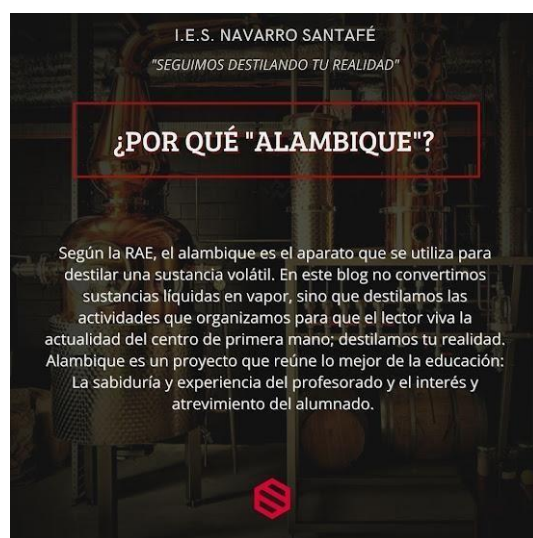 I.E.S. NAVARRO SANTAFÉ
"SEGUIMOS DESTILANDO TU REALIDAD"
¿POR QUÉ "ALAMBIQUE"?
Según la RAE, el alambique es el aparato que se utiliza para
destilar una sustancia volátil. En este blog no convertimos
sustancias líquidas en vapor, sino que destilamos las
actividades que organizamos para que el lector viva la
actualidad del centro de primera mano; destilamos tu realidad.
Alambique es un proyecto que reúne lo mejor de la educación:
La sabiduría y experiencia del profesorado y el interés y
atrevimiento del alumnado.